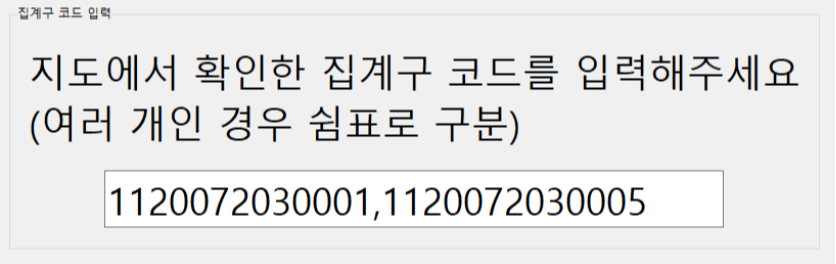 집계구 코드 입력
지도에서 확인한 집계구 코드를 입력해주세요
(여러 개인 경우 쉼표로 구분)
1120072030001,1120072030005